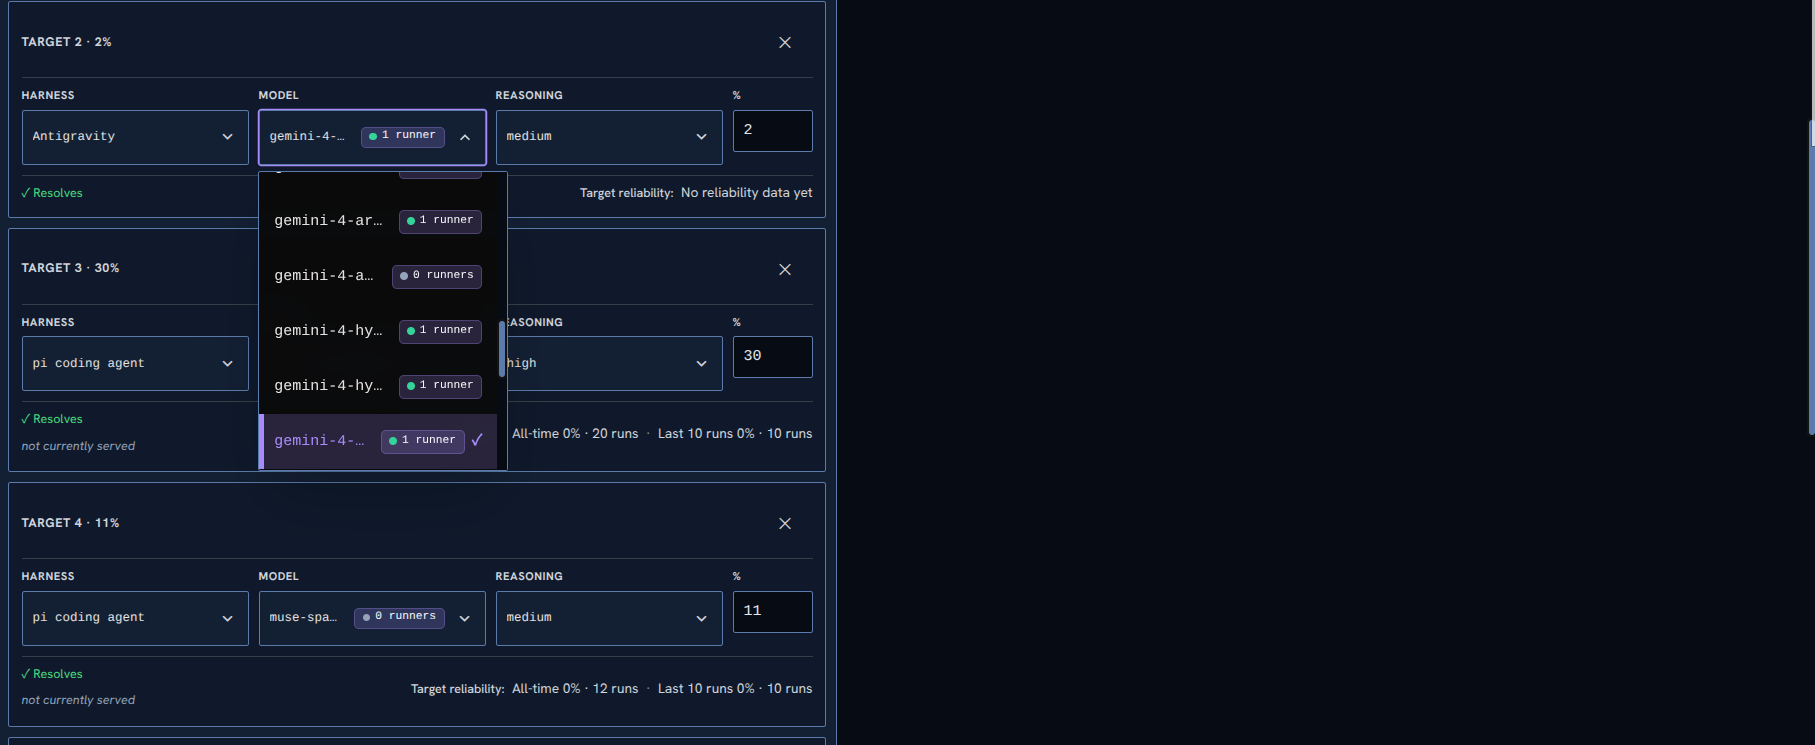 TARGET 2 · 2%
HARNESS MODEL REASONING %
Antigravity gemini-4-… 1 runner medium 2
✓ Resolves Target reliability: No reliability data yet
gemini-4-ar… 1 runner
gemini-4-a… 0 runners
gemini-4-hy… 1 runner
gemini-4-hy… 1 runner
gemini-4-… 1 runner ✓
TARGET 3 · 30%
HARNESS EASONING %
pi coding agent high 30
✓ Resolves
not currently served
All-time 0% · 20 runs · Last 10 runs 0% · 10 runs
TARGET 4 · 11%
HARNESS MODEL REASONING %
pi coding agent muse-spa… 0 runners medium 11
✓ Resolves
not currently served
Target reliability: All-time 0% · 12 runs · Last 10 runs 0% · 10 runs